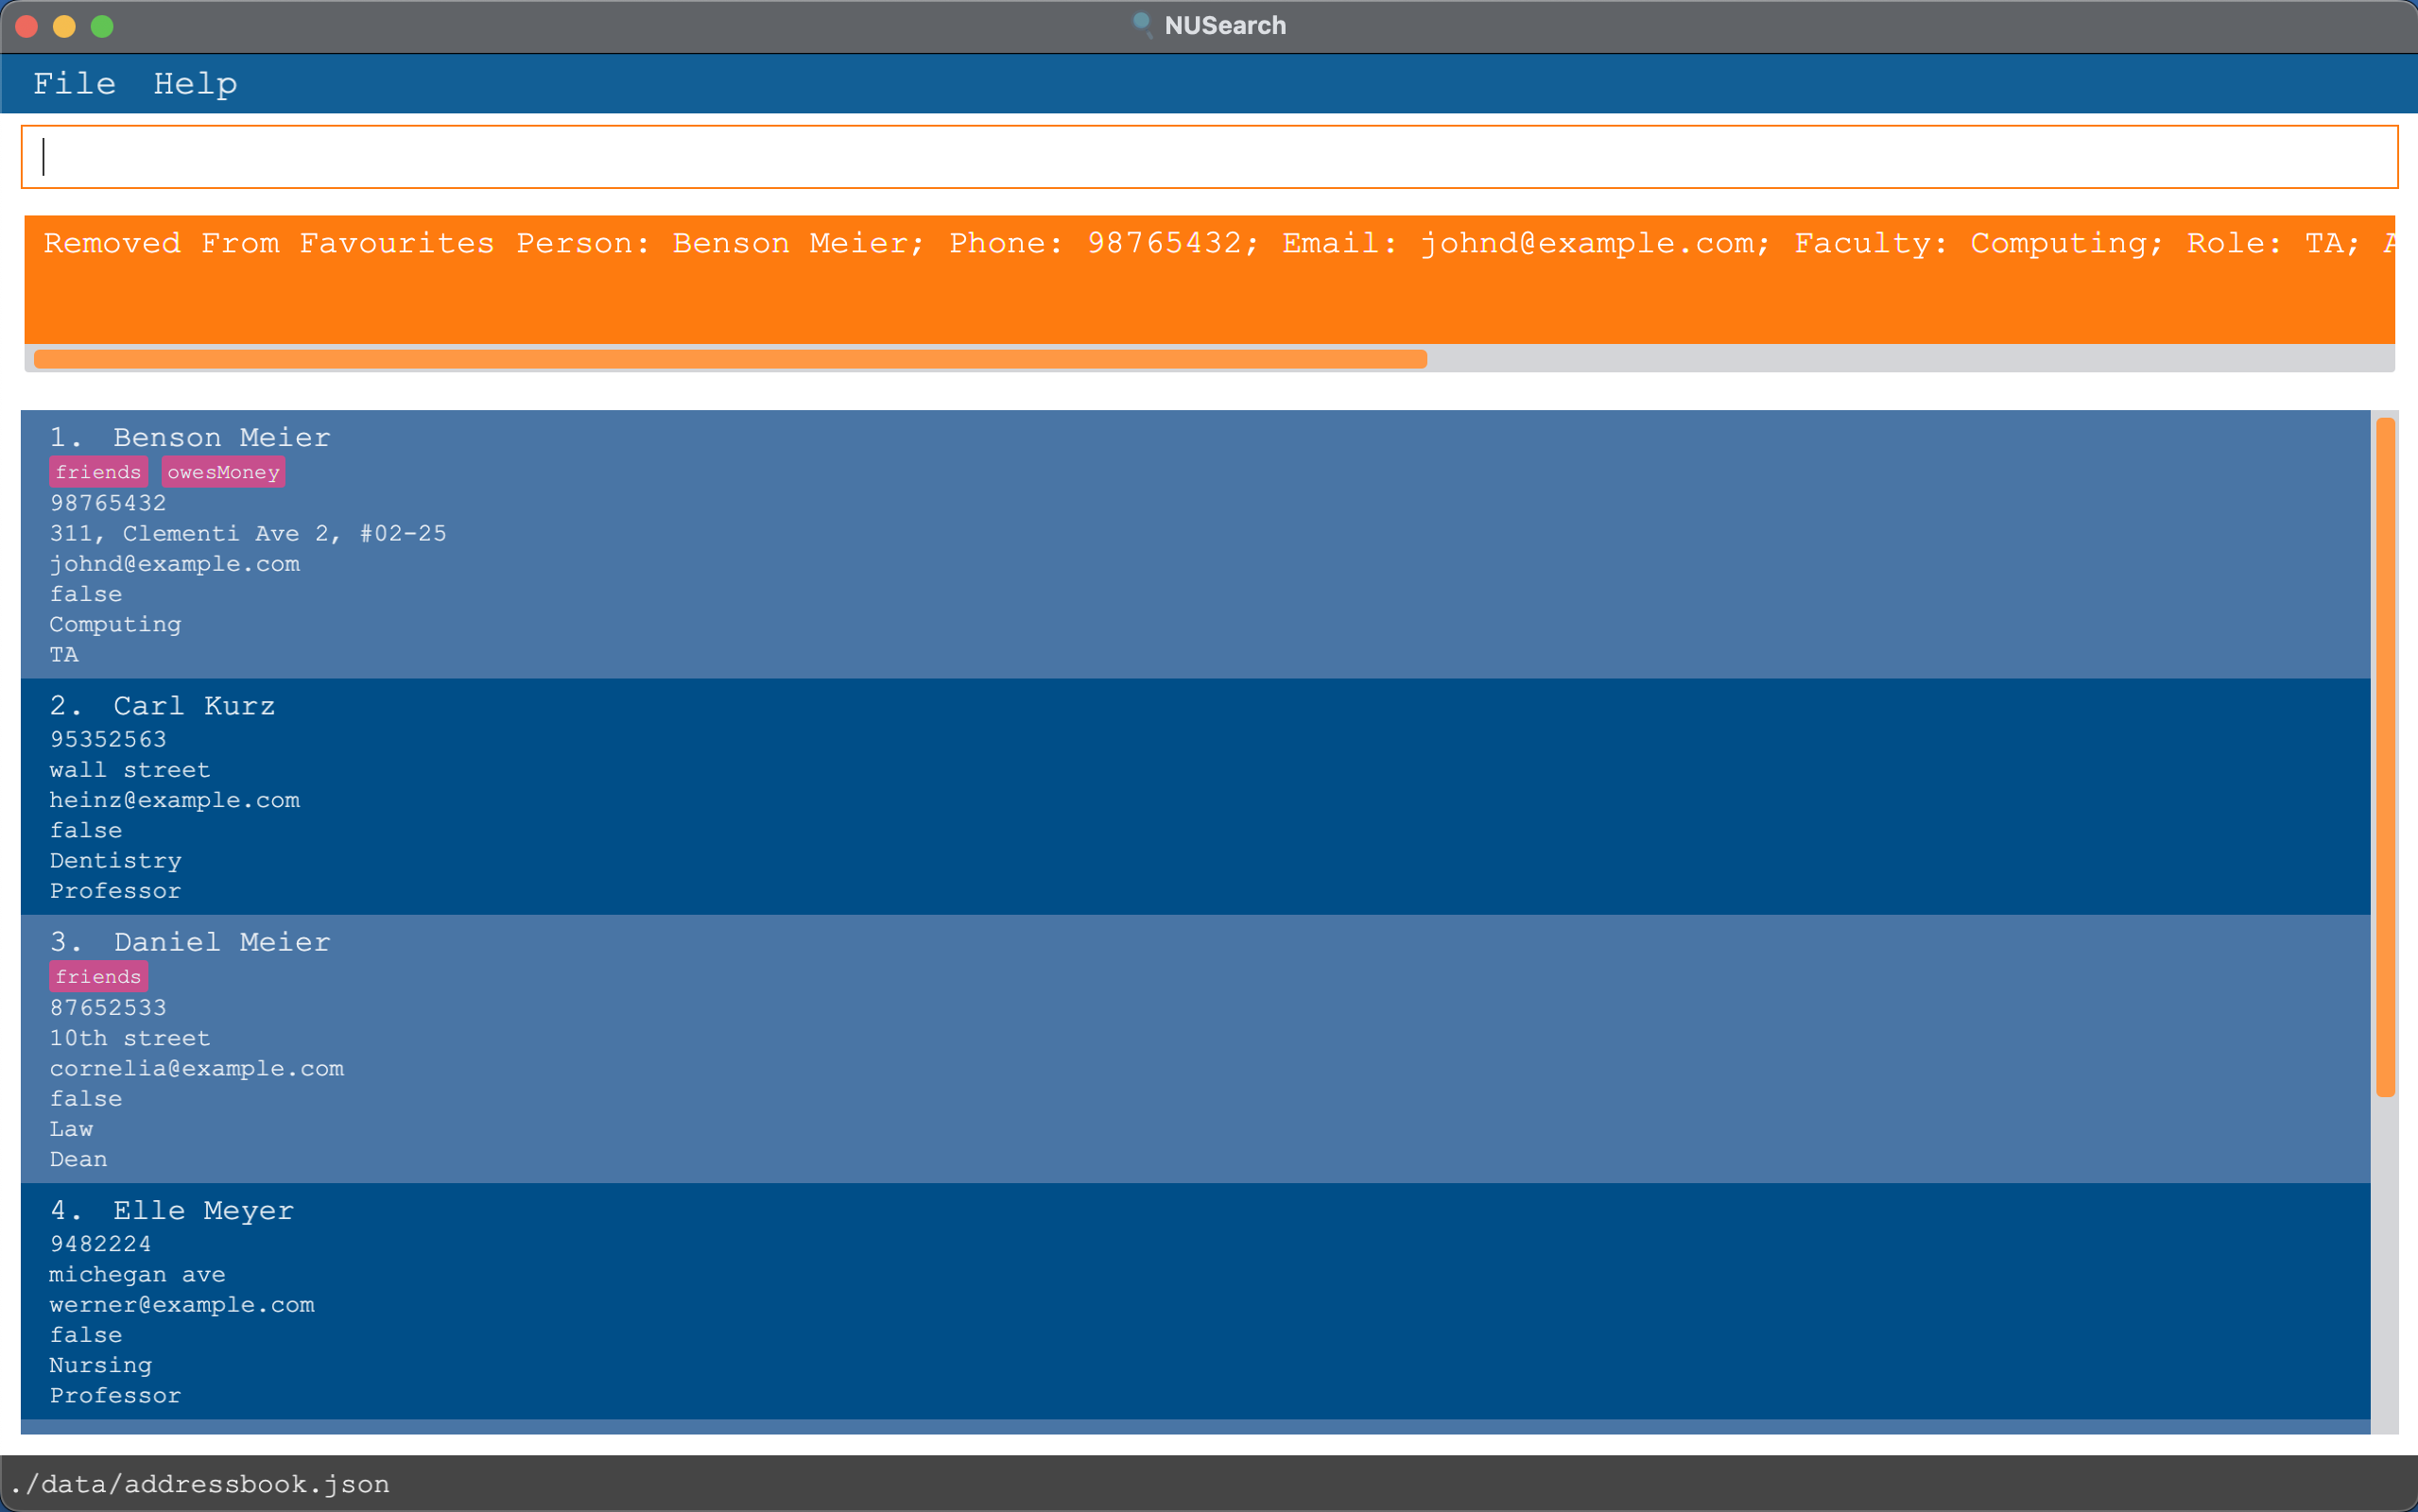 NUSearch
File Help
Removed From Favourites Person: Benson Meier; Phone: 98765432; Email: johnd@example.com; Faculty: Computing; Role: TA;
1. Benson Meier
friends owesMoney
98765432
311, Clementi Ave 2, #02-25
johnd@example.com
false
Computing
TA
2. Carl Kurz
95352563
wall street
heinz@example.com
false
Dentistry
Professor
3. Daniel Meier
friends
87652533
10th street
cornelia@example.com
false
Law
Dean
4. Elle Meyer
9482224
michegan ave
werner@example.com
false
Nursing
Professor
./data/addressbook.json